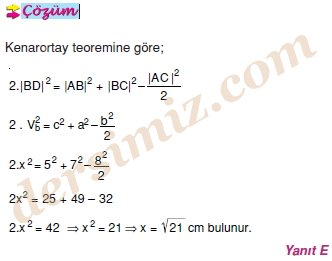 Çözüm
Kenarortay teoremine göre;
2.|BD|² = |AB|² + |BC|² - |AC|²/2
2 . V_b² = c² + a² - b²/2
2.x² = 5² + 7² - 8²/2
2x² = 25 + 49 - 32
2.x² = 42 ⇒ x² = 21 ⇒ x = √21 cm bulunur.
Yanıt E
dersimiz.com